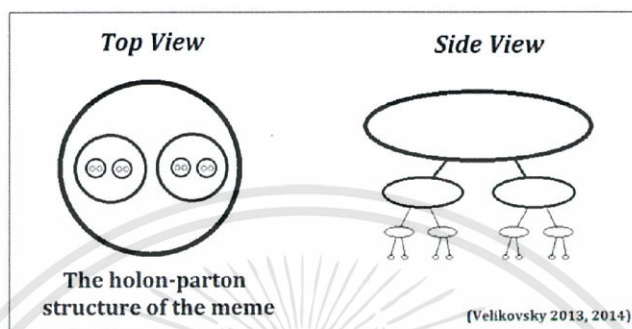 Top View
Side View
The holon-parton
structure of the meme
(Velikovsky 2013, 2014)